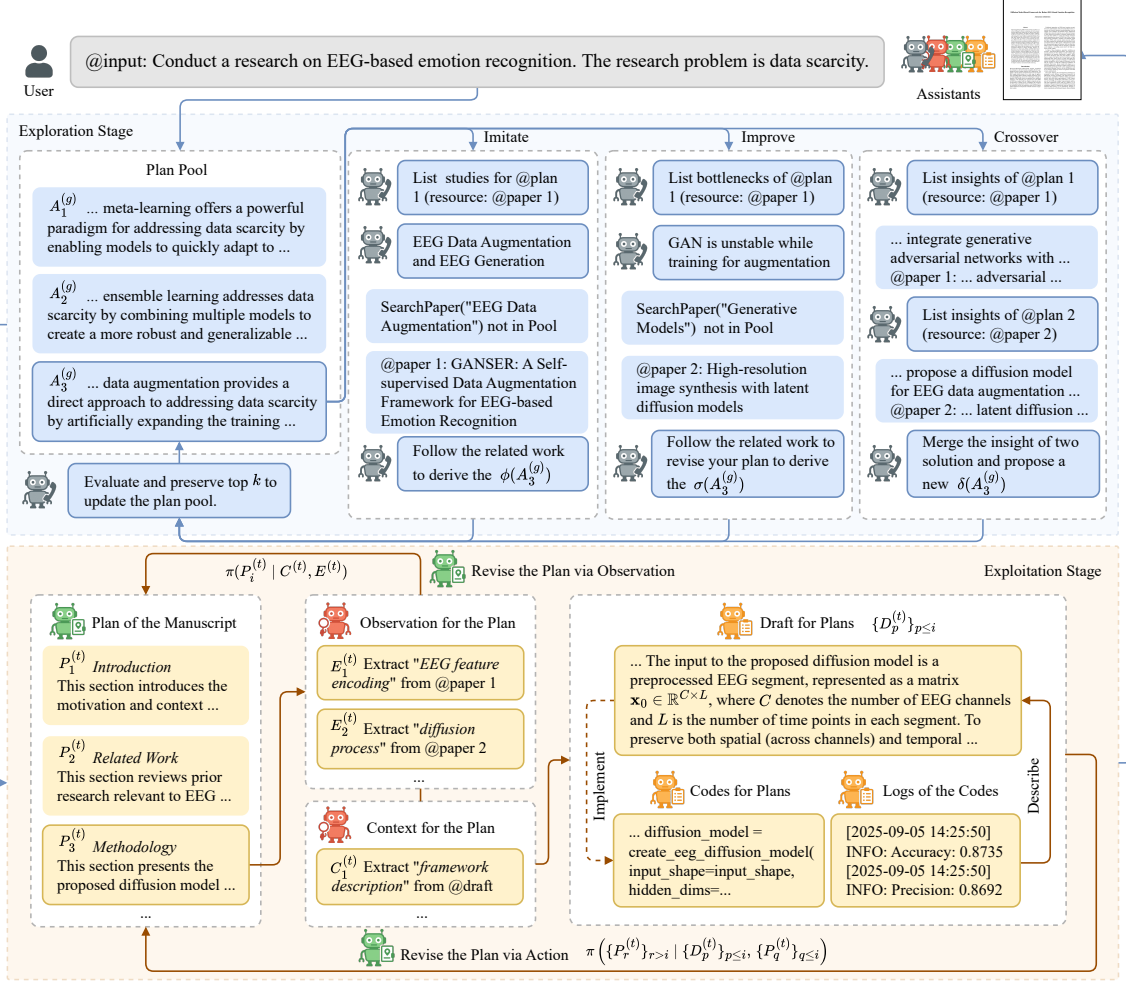 @input: Conduct a research on EEG-based emotion recognition. The research problem is data scarcity.
User
Assistants
Exploration Stage
Plan Pool
A_1^{(g)} ... meta-learning offers a powerful
paradigm for addressing data scarcity by
enabling models to quickly adapt to ...
A_2^{(g)} ... ensemble learning addresses data
scarcity by combining multiple models to
create a more robust and generalizable ...
A_3^{(g)} ... data augmentation provides a
direct approach to addressing data scarcity
by artificially expanding the training ...
Evaluate and preserve top k to
update the plan pool.
Imitate
List studies for @plan
1 (resource: @paper 1)
EEG Data Augmentation
and EEG Generation
SearchPaper("EEG Data
Augmentation") not in Pool
@paper 1: GANSER: A Self-
supervised Data Augmentation
Framework for EEG-based
Emotion Recognition
Follow the related work
to derive the ϕ(A_3^{(g)})
Improve
List bottlenecks of @plan
1 (resource: @paper 1)
GAN is unstable while
training for augmentation
SearchPaper("Generative
Models") not in Pool
@paper 2: High-resolution
image synthesis with latent
diffusion models
Follow the related work to
revise your plan to derive
the σ(A_3^{(g)})
Crossover
List insights of @plan 1
(resource: @paper 1)
... integrate generative
adversarial networks with ...
@paper 1: ... adversarial ...
List insights of @plan 2
(resource: @paper 2)
... propose a diffusion model
for EEG data augmentation ...
@paper 2: ... latent diffusion ...
Merge the insight of two
solution and propose a
new δ(A_3^{(g)})
π(P_i^{(t)} | C^{(t)}, E^{(t)})
Revise the Plan via Observation
Exploitation Stage
Plan of the Manuscript
P_1^{(t)} Introduction
This section introduces the
motivation and context ...
P_2^{(t)} Related Work
This section reviews prior
research relevant to EEG ...
P_3^{(t)} Methodology
This section presents the
proposed diffusion model ...
...
Observation for the Plan
E_1^{(t)} Extract "EEG feature
encoding" from @paper 1
E_2^{(t)} Extract "diffusion
process" from @paper 2
...
Context for the Plan
C_1^{(t)} Extract "framework
description" from @draft
...
Draft for Plans {D_p^{(t)}}_{p≤i}
... The input to the proposed diffusion model is a
preprocessed EEG segment, represented as a matrix
x_0 ∈ ℝ^{C×L}, where C denotes the number of EEG channels
and L is the number of time points in each segment. To
preserve both spatial (across channels) and temporal ...
Implement
Codes for Plans
... diffusion_model =
create_eeg_diffusion_model(
input_shape=input_shape,
hidden_dims=...
Logs of the Codes
[2025-09-05 14:25:50]
INFO: Accuracy: 0.8735
[2025-09-05 14:25:50]
INFO: Precision: 0.8692
Describe
Revise the Plan via Action π({P_r^{(t)}}_{r>i} | {D_p^{(t)}}_{p≤i}, {P_q^{(t)}}_{q≤i})